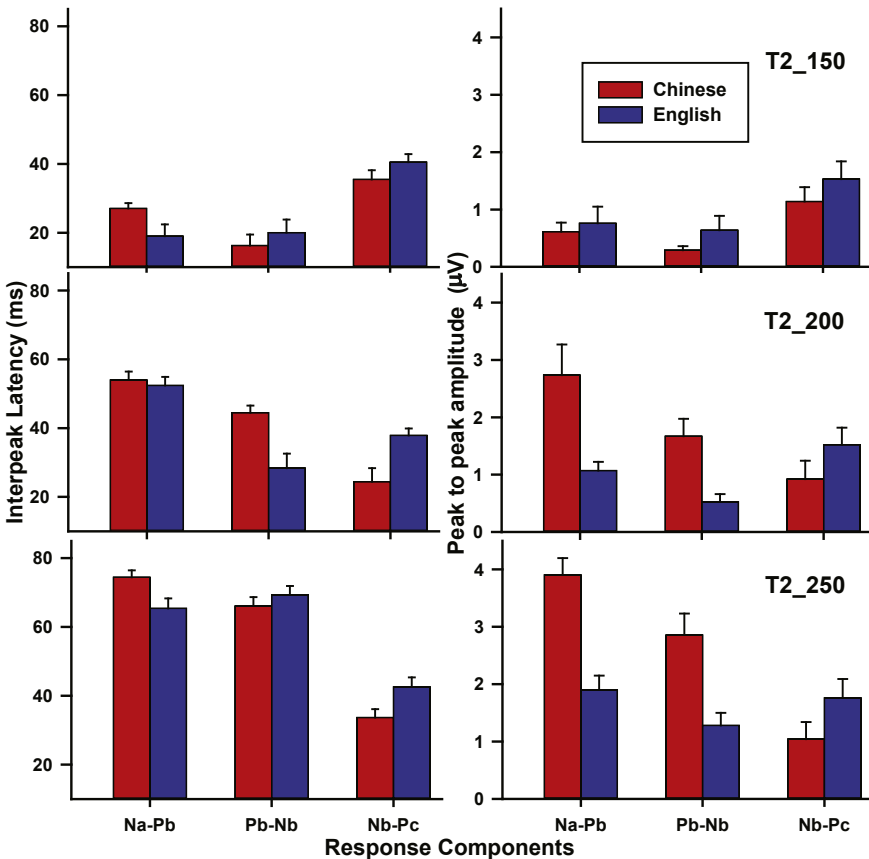 80
60
40
20
4
3
2
1
0
T2_150
Chinese
English
80
60
40
20
4
3
2
1
0
T2_200
Interpeak Latency (ms)
Peak to peak amplitude (µV)
80
60
40
20
4
3
2
1
0
T2_250
Na-Pb Pb-Nb Nb-Pc
Na-Pb Pb-Nb Nb-Pc
Response Components